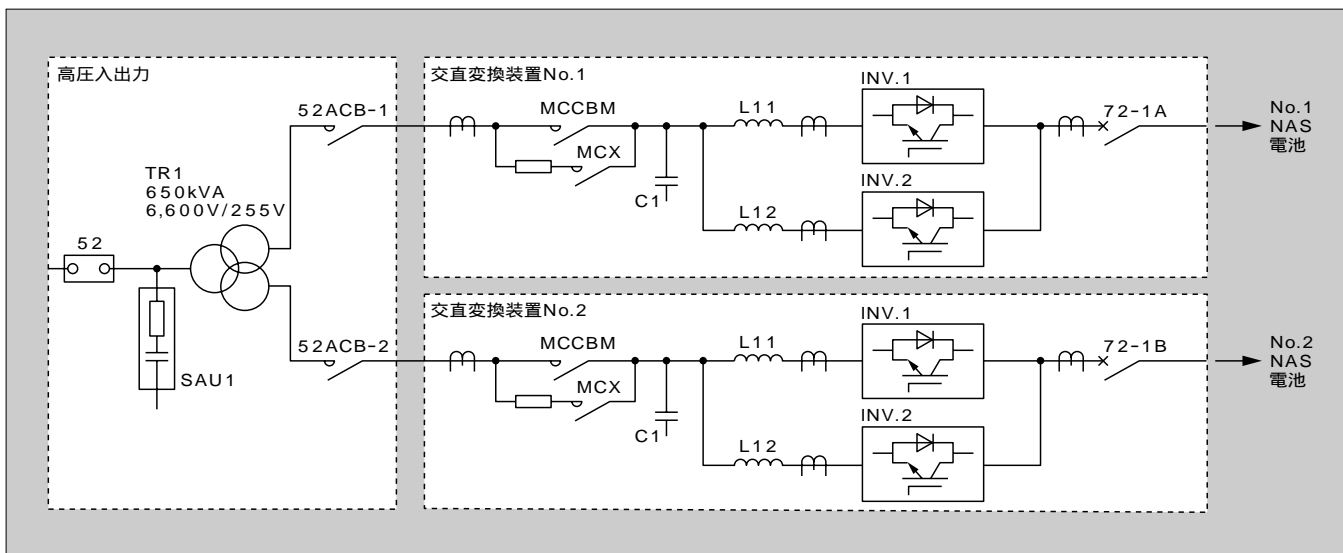 高圧入出力
52
SAU1
TR1
650kVA
6,600V/255V
52ACB-1
52ACB-2
交直変換装置No.1
MCCBM
MCX
C1
L11
L12
INV.1
INV.2
72-1A
No.1
NAS
電池
交直変換装置No.2
MCCBM
MCX
C1
L11
L12
INV.1
INV.2
72-1B
No.2
NAS
電池